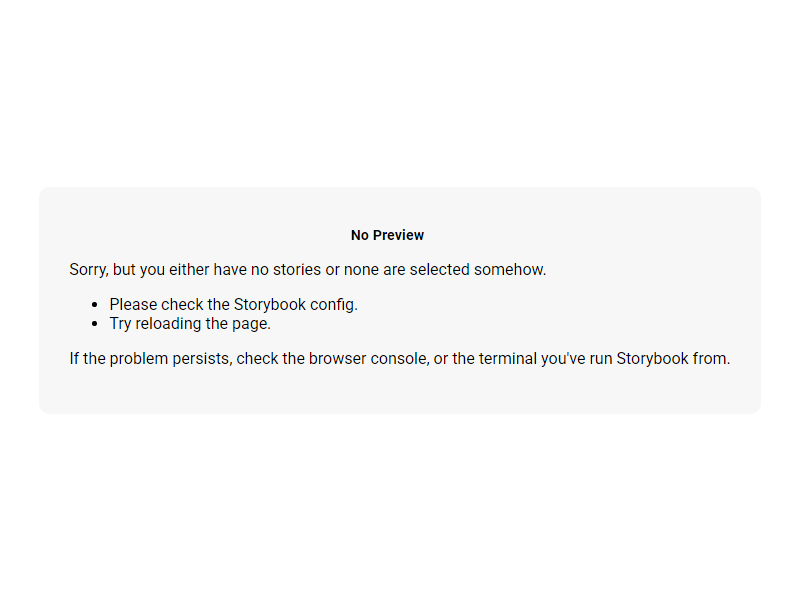 No Preview
Sorry, but you either have no stories or none are selected somehow.
Please check the Storybook config.
Try reloading the page.
If the problem persists, check the browser console, or the terminal you've run Storybook from.